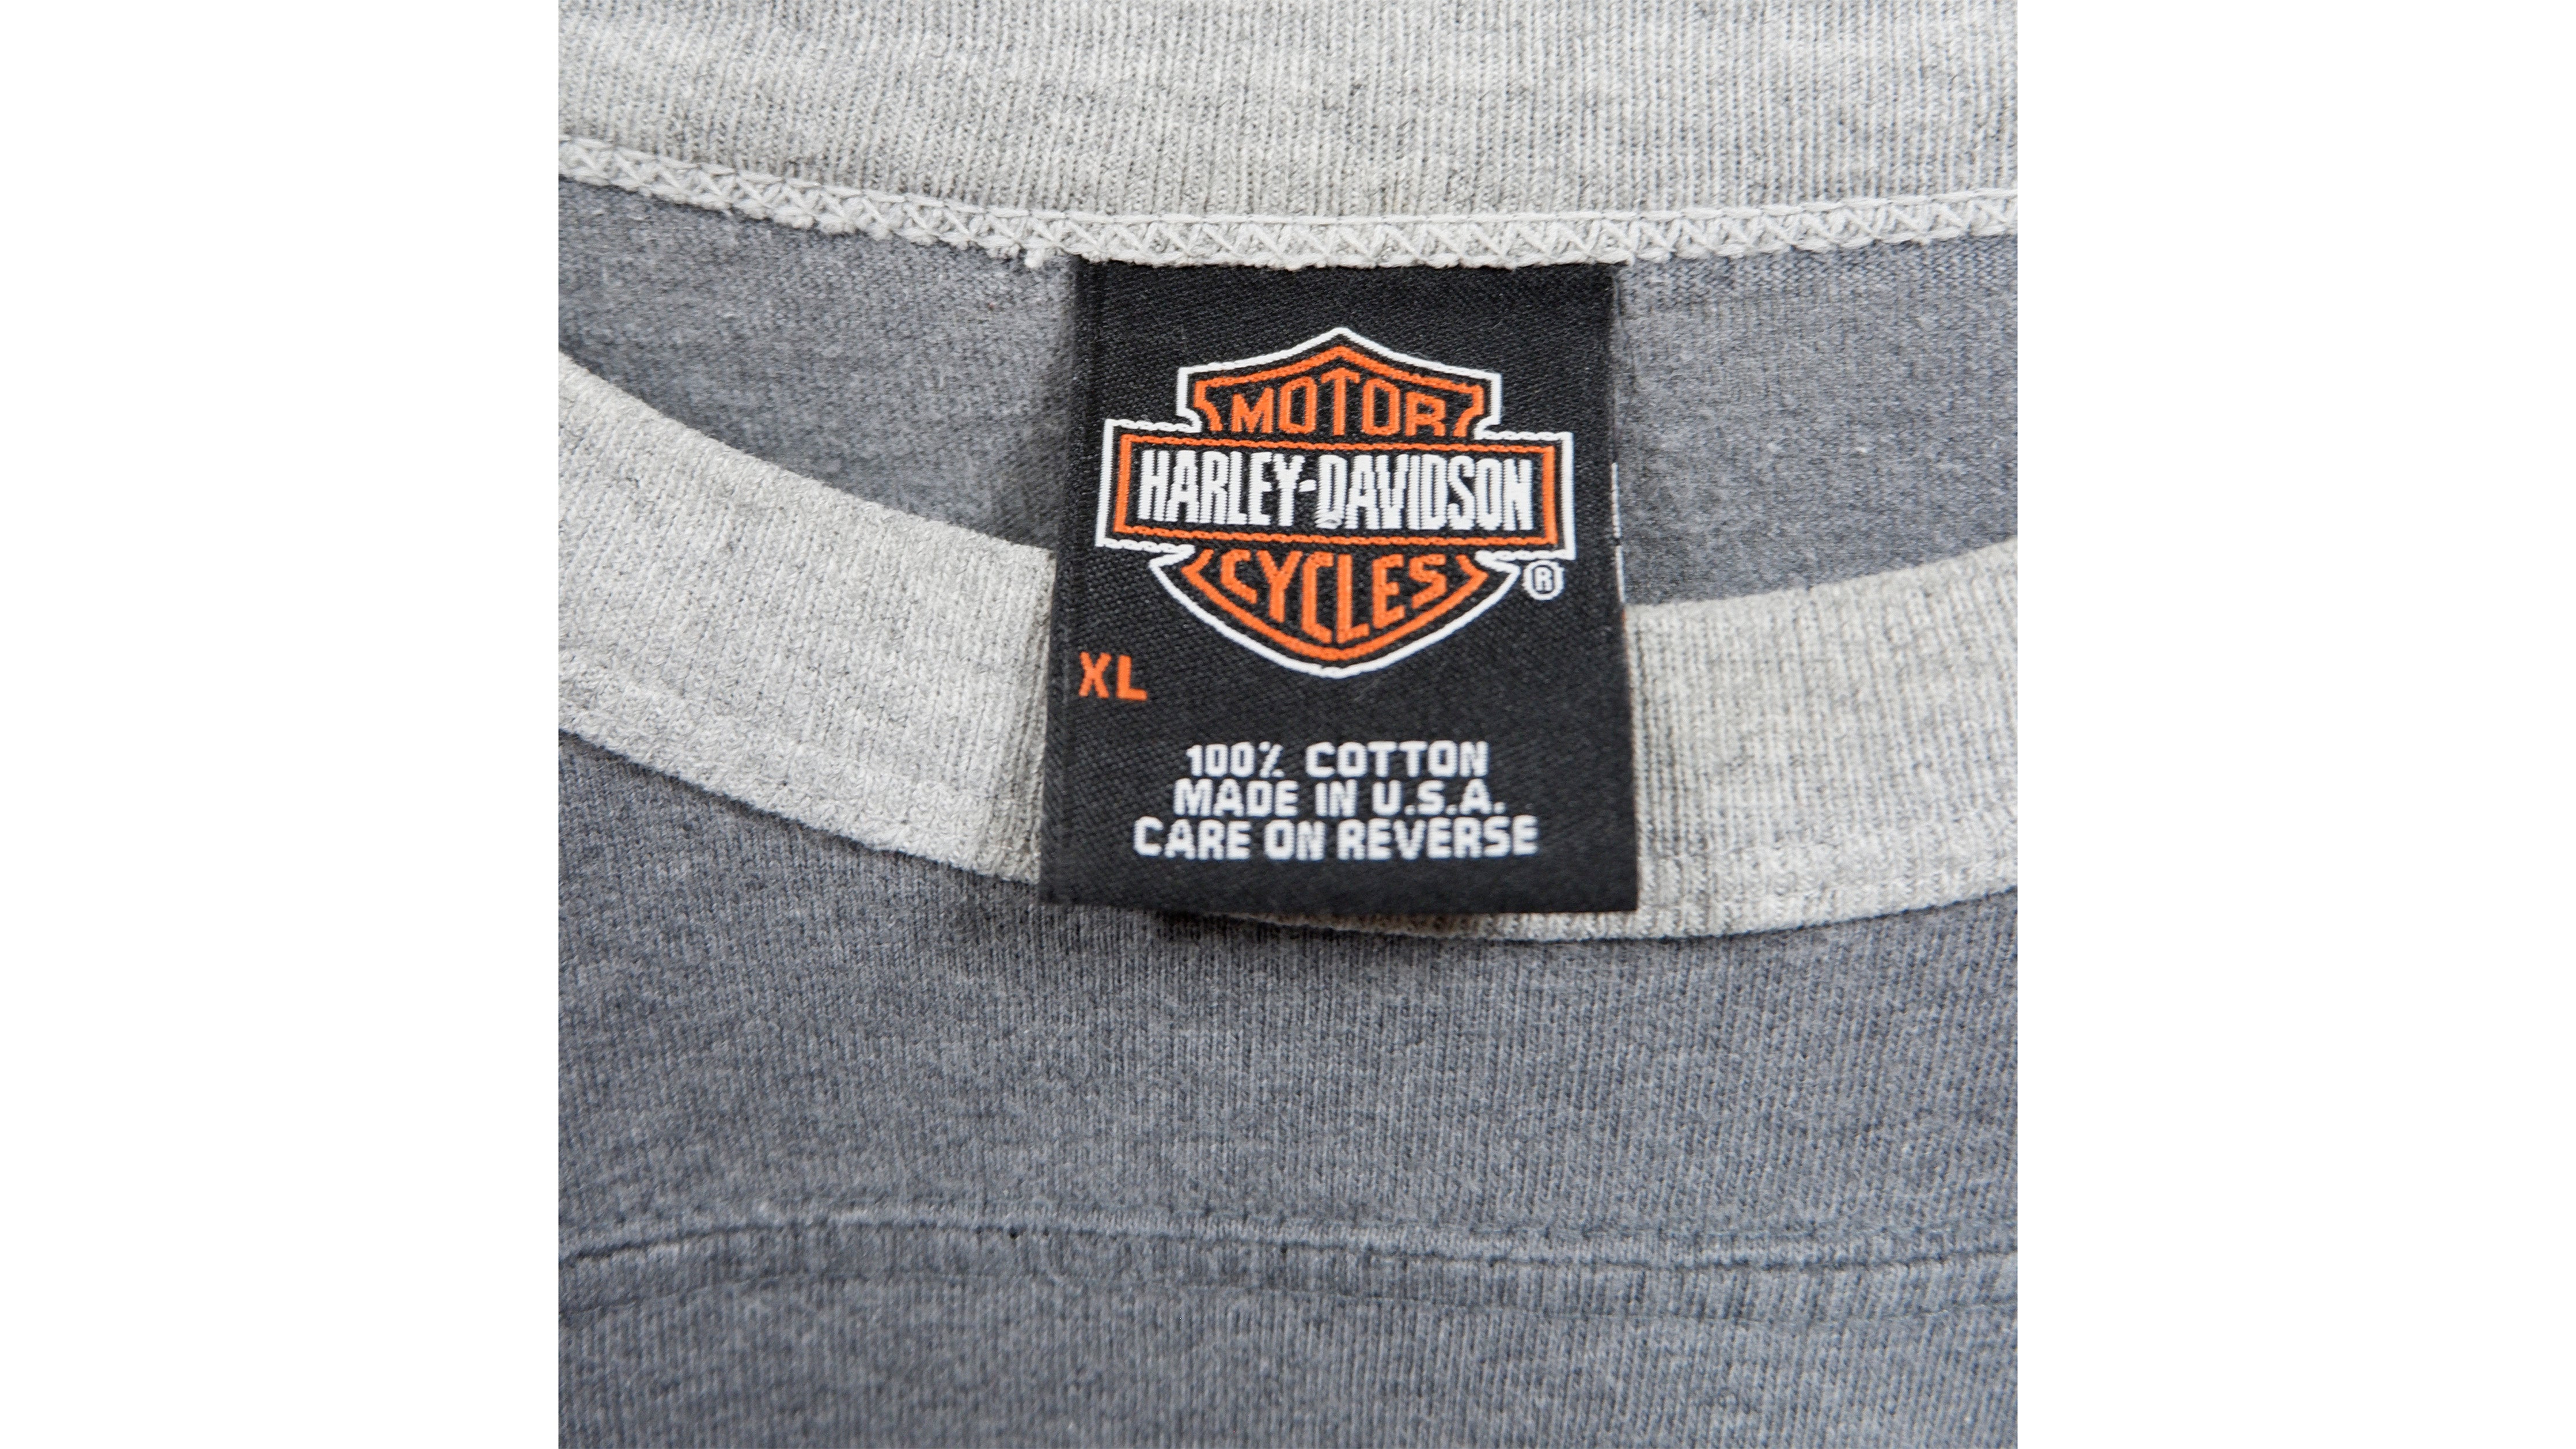 MOTOR
HARLEY-DAVIDSON
CYCLES
®
XL
100% COTTON
MADE IN U.S.A.
CARE ON REVERSE